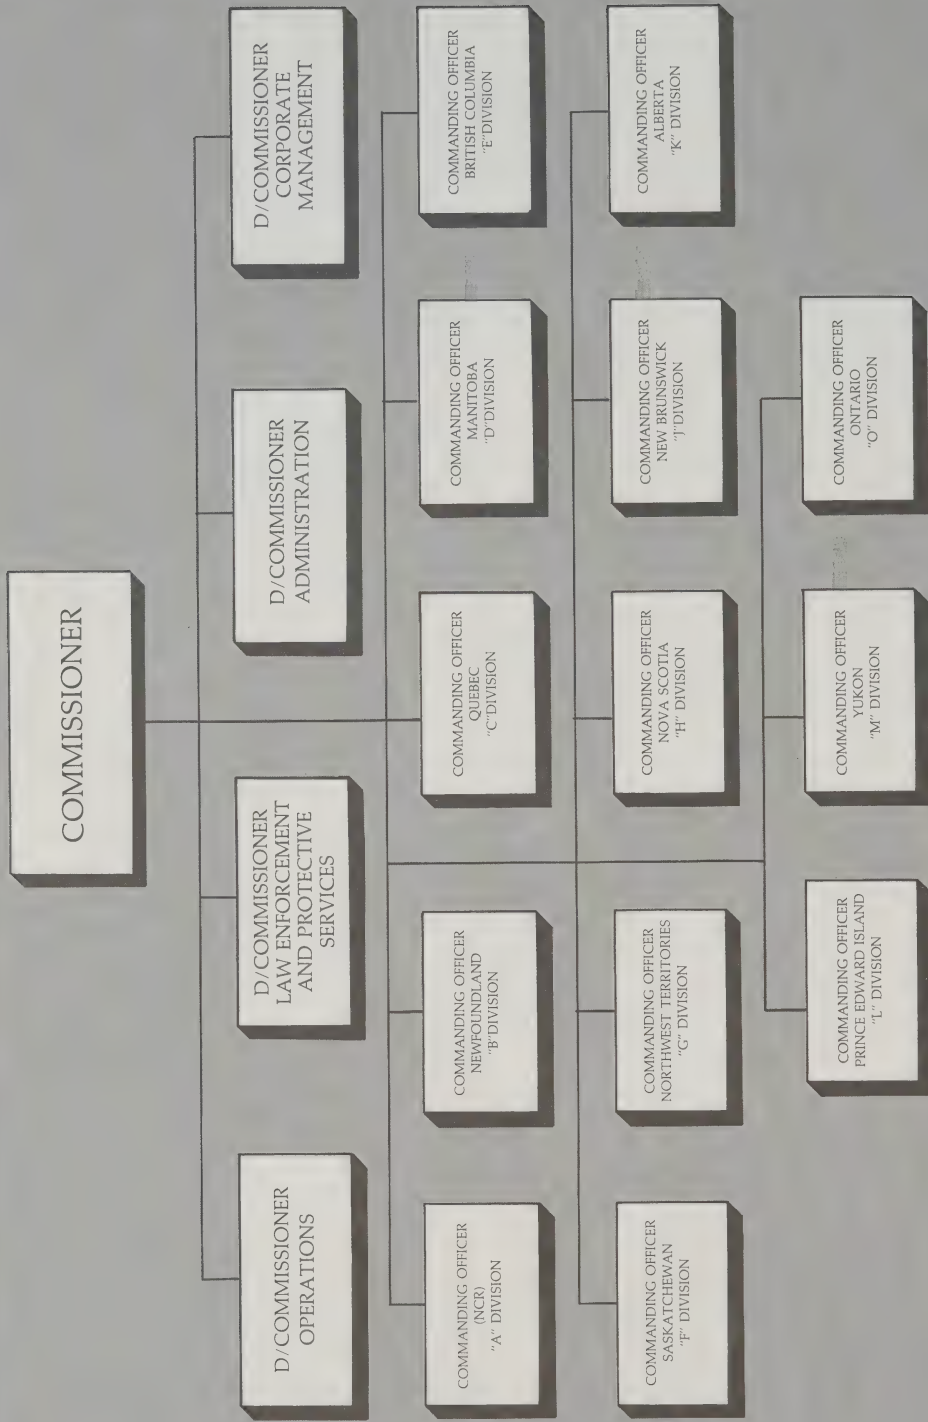 COMMISSIONER
D/COMMISSIONER
OPERATIONS
D/COMMISSIONER
LAW ENFORCEMENT
AND PROTECTIVE
SERVICES
D/COMMISSIONER
ADMINISTRATION
D/COMMISSIONER
CORPORATE
MANAGEMENT
COMMANDING OFFICER
(NCR)
"A" DIVISION
COMMANDING OFFICER
NEWFOUNDLAND
"B"DIVISION
COMMANDING OFFICER
QUEBEC
"C"DIVISION
COMMANDING OFFICER
MANITOBA
"D"DIVISION
COMMANDING OFFICER
BRITISH COLUMBIA
"E"DIVISION
COMMANDING OFFICER
SASKATCHEWAN
"F" DIVISION
COMMANDING OFFICER
NORTHWEST TERRITORIES
"G" DIVISION
COMMANDING OFFICER
NOVA SCOTIA
"H" DIVISION
COMMANDING OFFICER
NEW BRUNSWICK
"J"DIVISION
COMMANDING OFFICER
ALBERTA
"K" DIVISION
COMMANDING OFFICER
PRINCE EDWARD ISLAND
"L" DIVISION
COMMANDING OFFICER
YUKON
"M" DIVISION
COMMANDING OFFICER
ONTARIO
"O" DIVISION